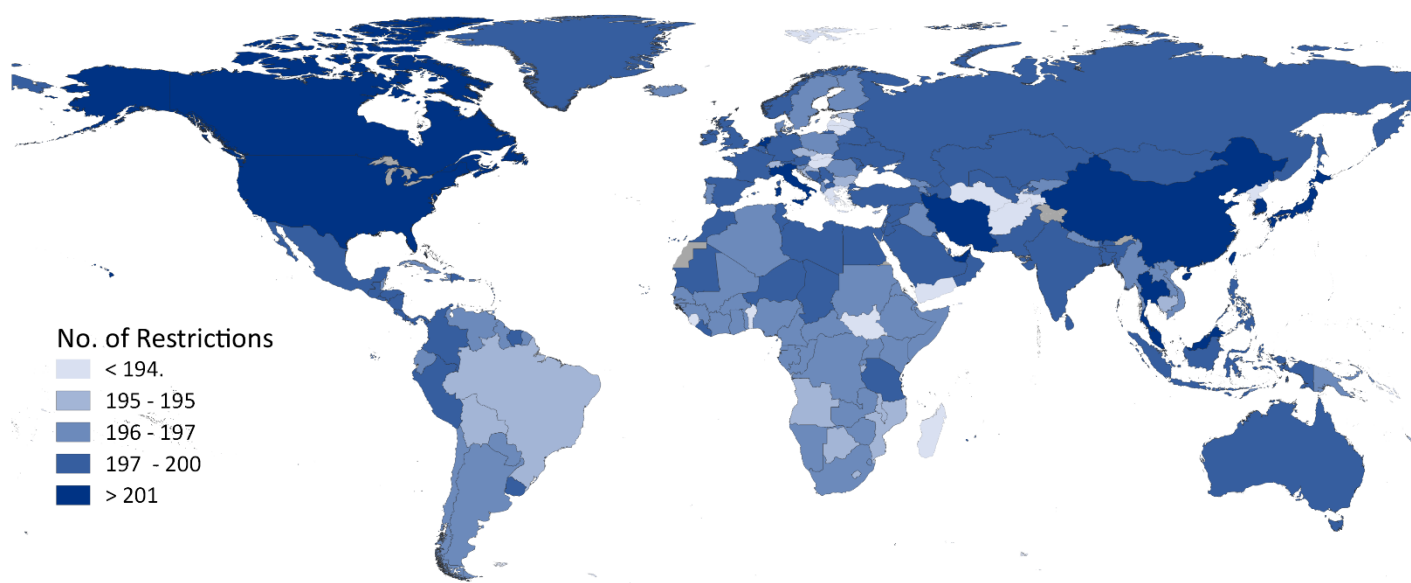 No. of Restrictions
< 194.
195 - 195
196 - 197
197 - 200
> 201